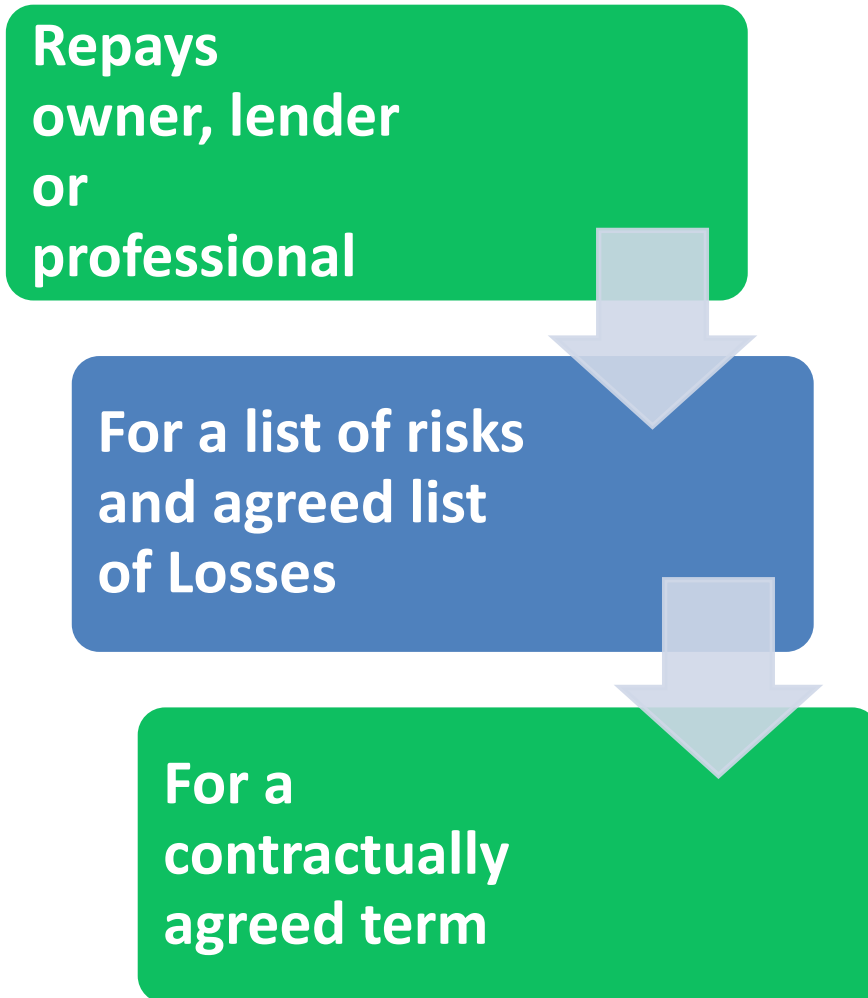 Repays
owner, lender
or
professional
For a list of risks
and agreed list
of Losses
For a
contractually
agreed term